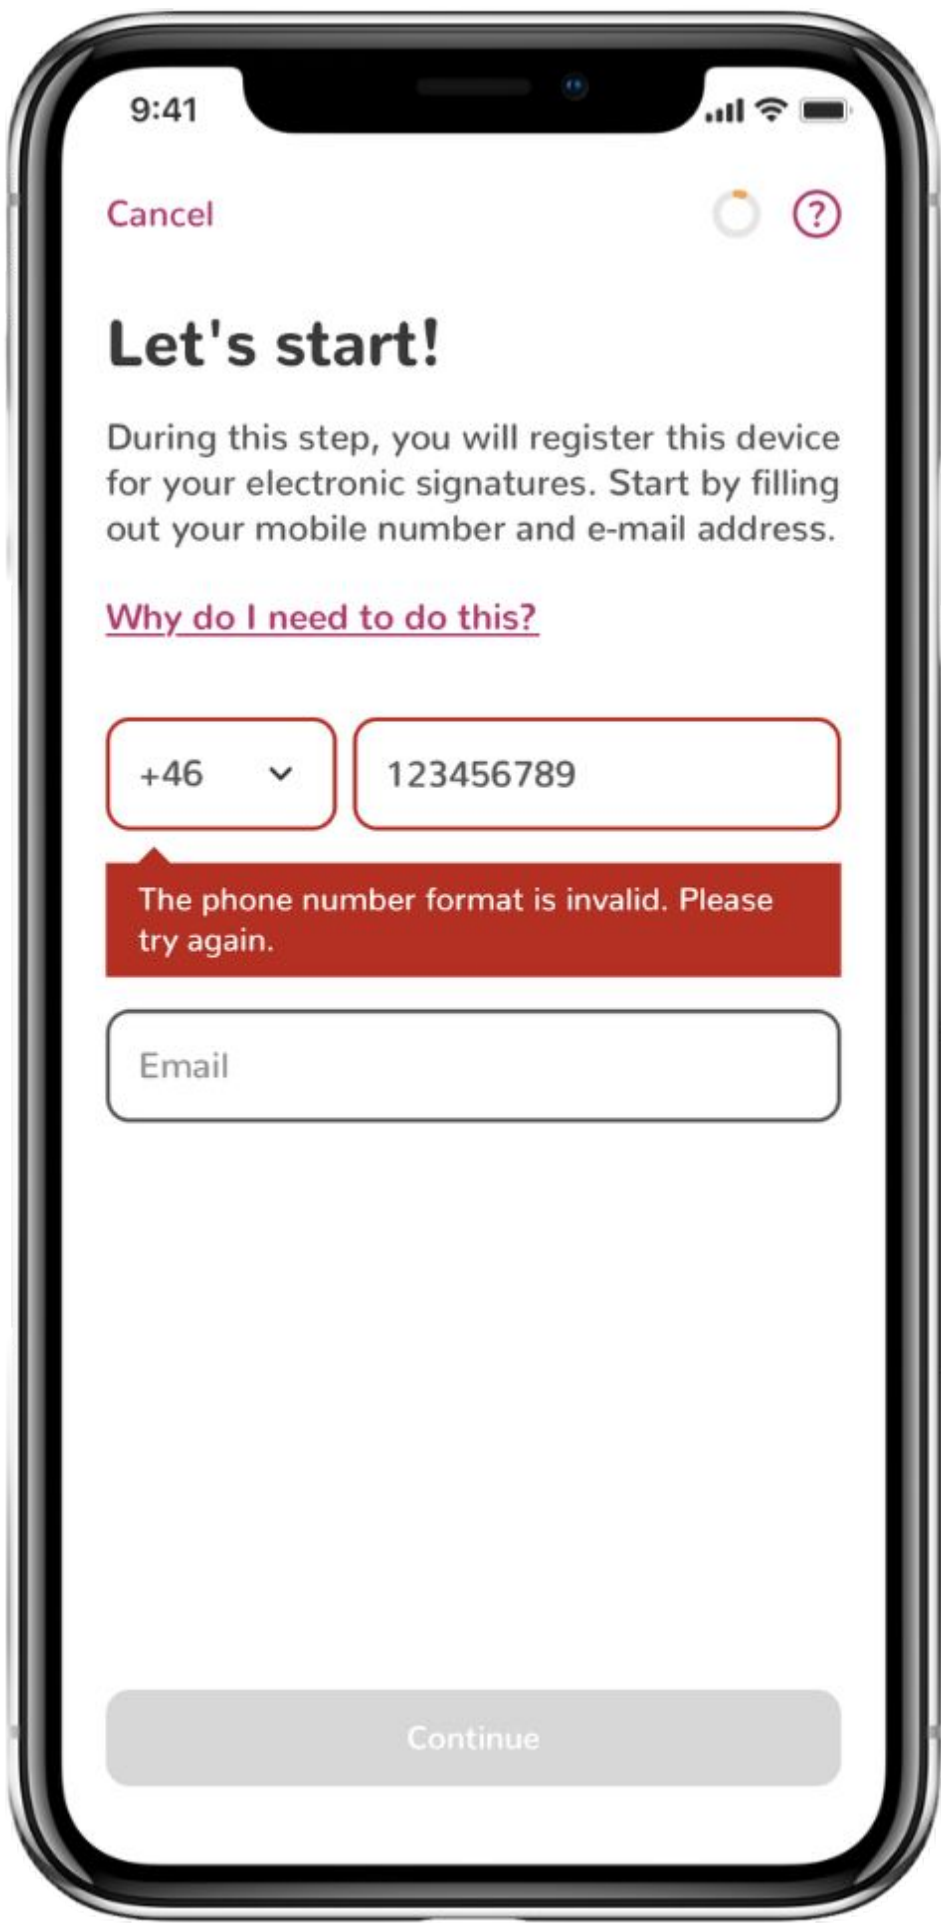 9:41
Cancel
?
Let's start!
During this step, you will register this device
for your electronic signatures. Start by filling
out your mobile number and e-mail address.
Why do I need to do this?
+46
123456789
The phone number format is invalid. Please
try again.
Email
Continue